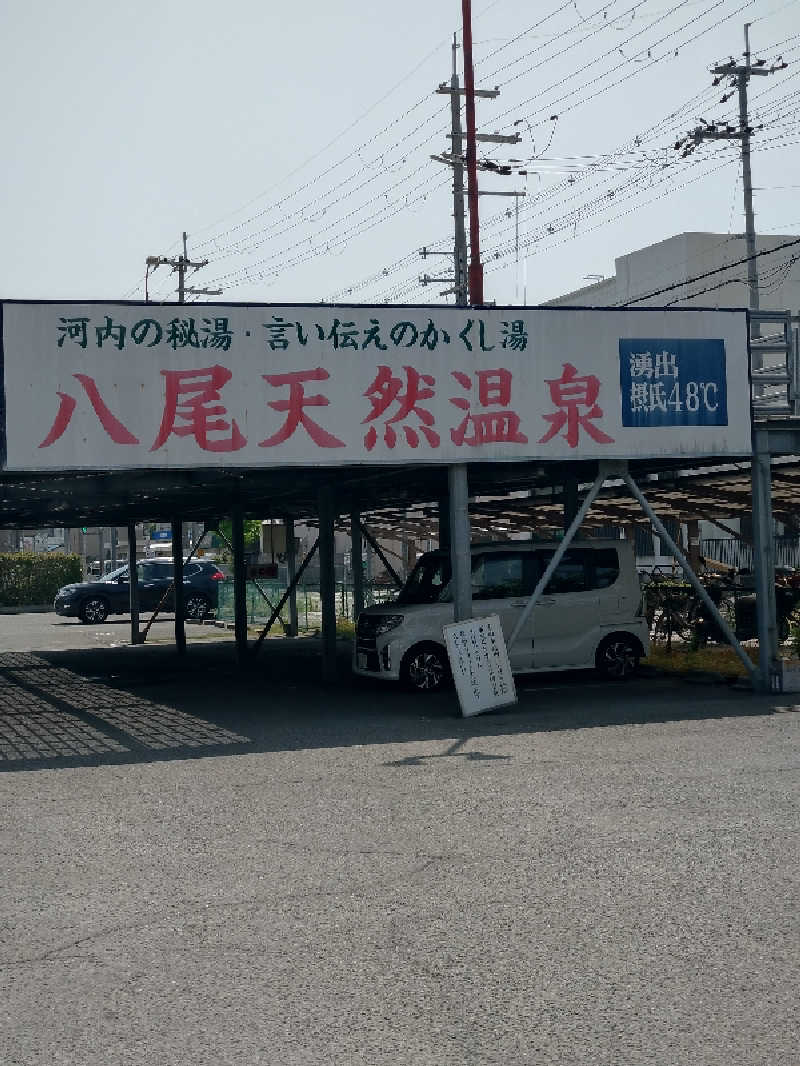 河内の秘湯・言い伝えのかくし湯
八尾天然温泉
湧出
摂氏48℃